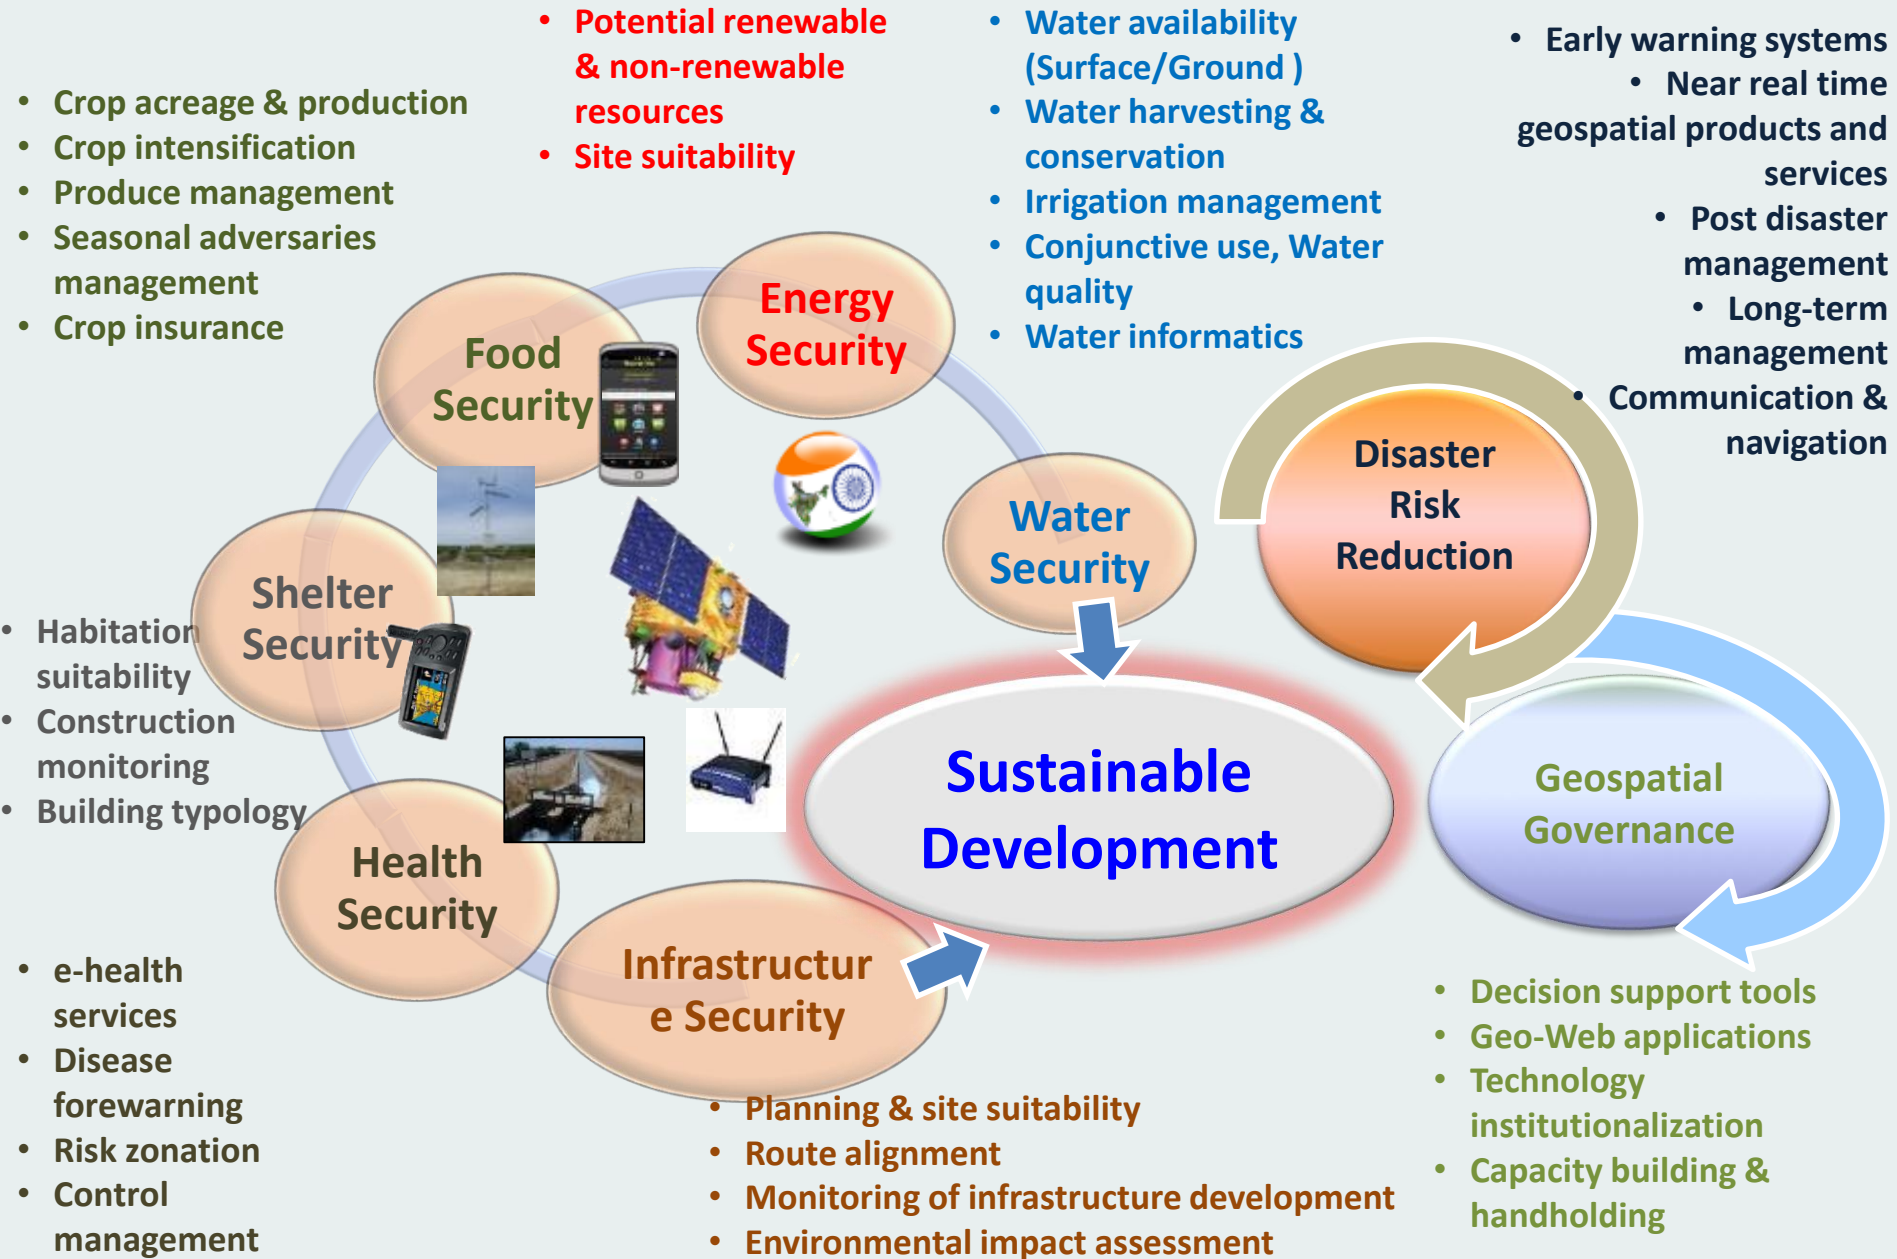 • Potential renewable
& non-renewable
resources
• Site suitability
• Water availability
(Surface/Ground )
• Water harvesting &
conservation
• Irrigation management
• Conjunctive use, Water
quality
• Water informatics
• Early warning systems
• Near real time
geospatial products and
services
• Post disaster
management
• Long-term
management
• Communication &
navigation
• Crop acreage & production
• Crop intensification
• Produce management
• Seasonal adversaries
management
• Crop insurance
Energy
Security
Food
Security
Water
Security
Disaster
Risk
Reduction
Shelter
Security
• Habitation
suitability
• Construction
monitoring
• Building typology
Sustainable
Development
Geospatial
Governance
Health
Security
Infrastructur
e Security
• e-health
services
• Disease
forewarning
• Risk zonation
• Control
management
• Planning & site suitability
• Route alignment
• Monitoring of infrastructure development
• Environmental impact assessment
• Decision support tools
• Geo-Web applications
• Technology
institutionalization
• Capacity building &
handholding